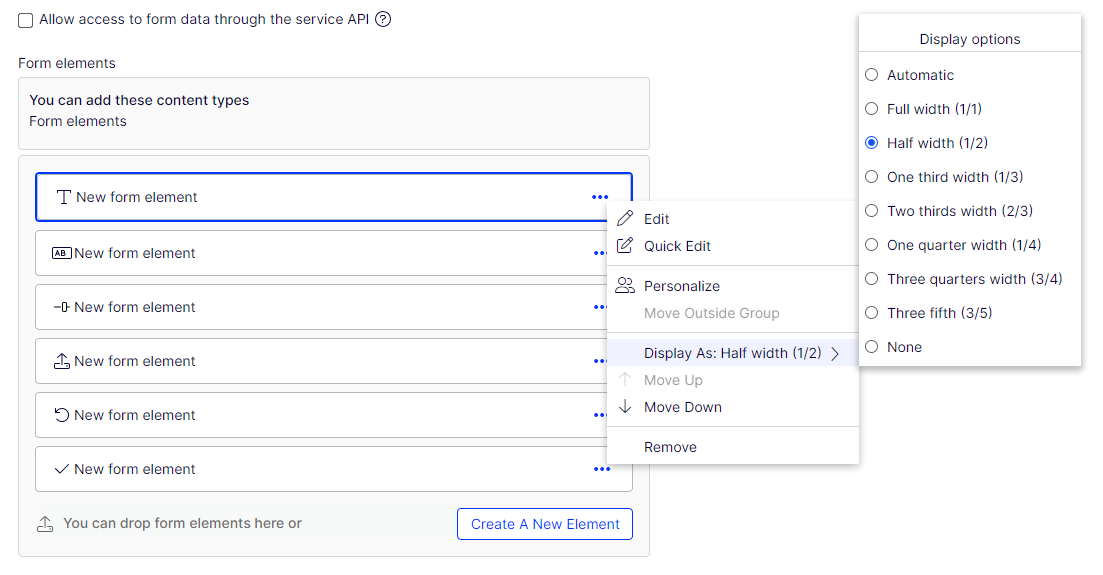 Allow access to form data through the service API ?
Form elements
You can add these content types
Form elements
T New form element
AB New form element
New form element
New form element
New form element
New form element
You can drop form elements here or
Create A New Element
Edit
Quick Edit
Personalize
Move Outside Group
Display As: Half width (1/2)
Move Up
Move Down
Remove
Display options
Automatic
Full width (1/1)
Half width (1/2)
One third width (1/3)
Two thirds width (2/3)
One quarter width (1/4)
Three quarters width (3/4)
Three fifth (3/5)
None